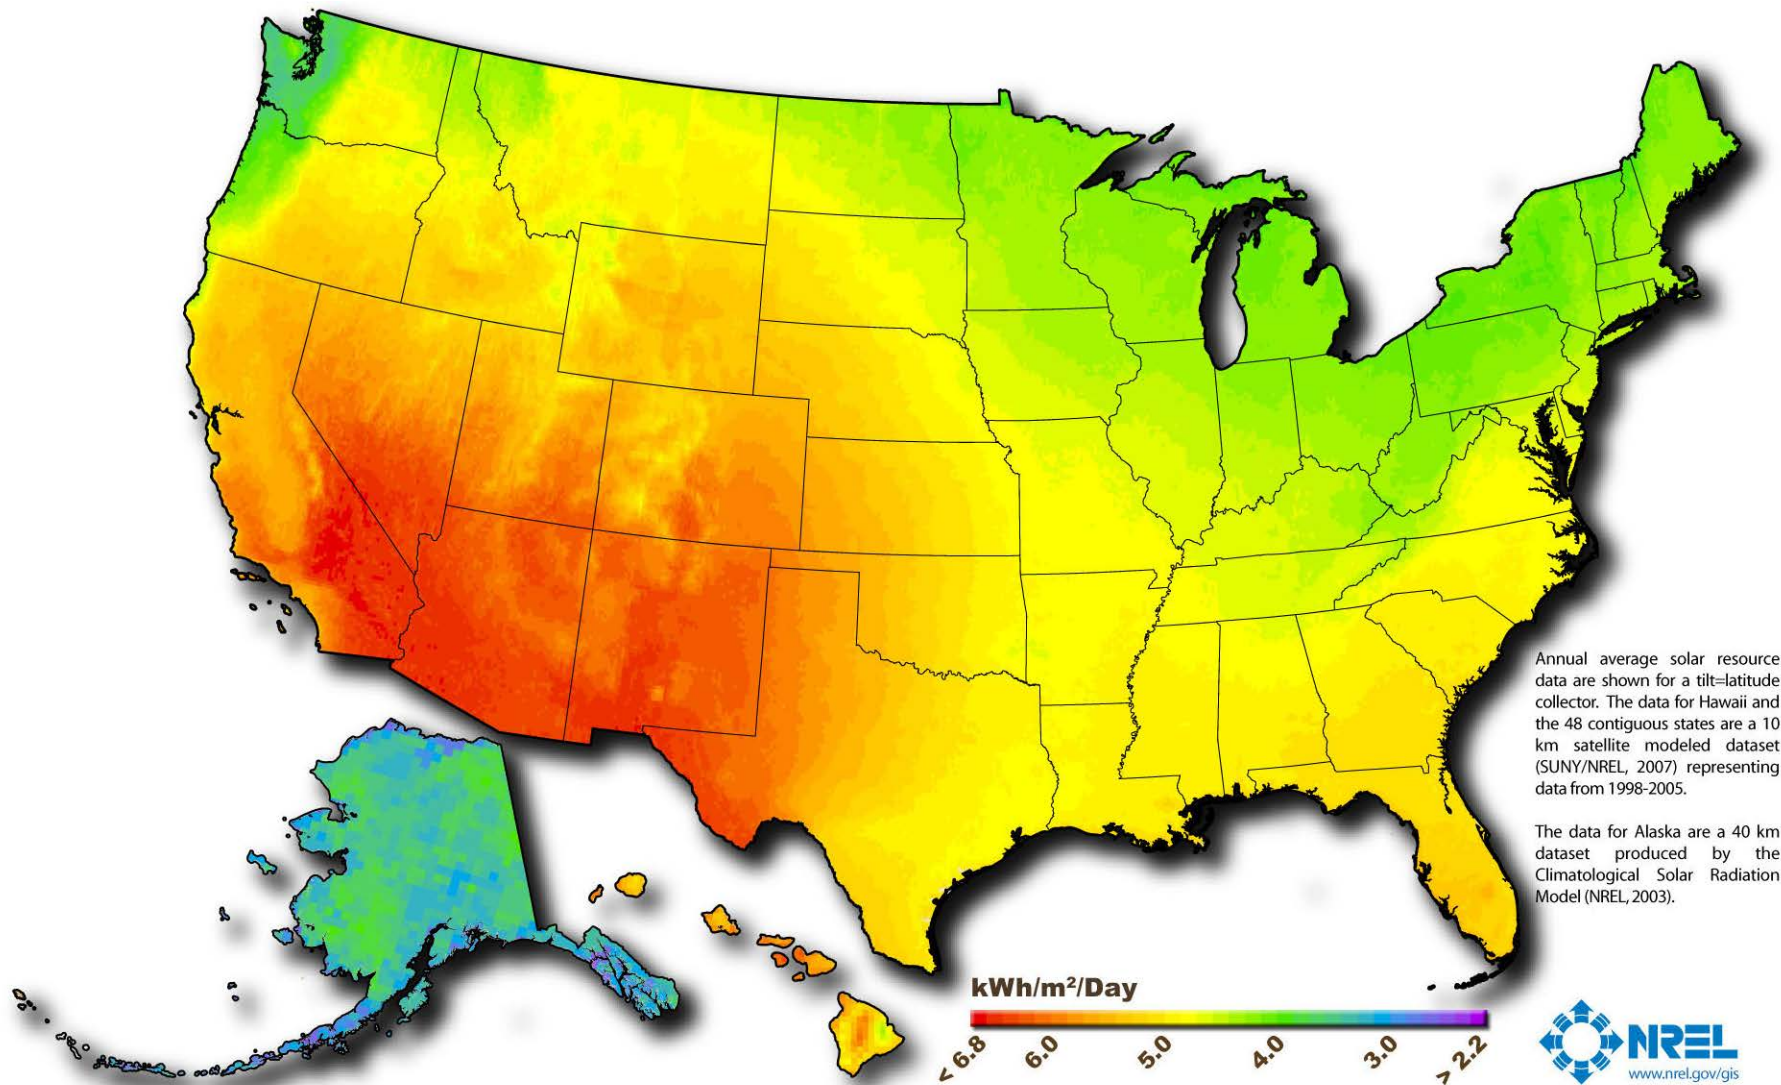 Annual average solar resource
data are shown for a tilt=latitude
collector. The data for Hawaii and
the 48 contiguous states are a 10
km satellite modeled dataset
(SUNY/NREL, 2007) representing
data from 1998-2005.
The data for Alaska are a 40 km
dataset produced by the
Climatological Solar Radiation
Model (NREL, 2003).
kWh/m²/Day
< 6.8 6.0 5.0 4.0 3.0 > 2.2
NREL
www.nrel.gov/gis